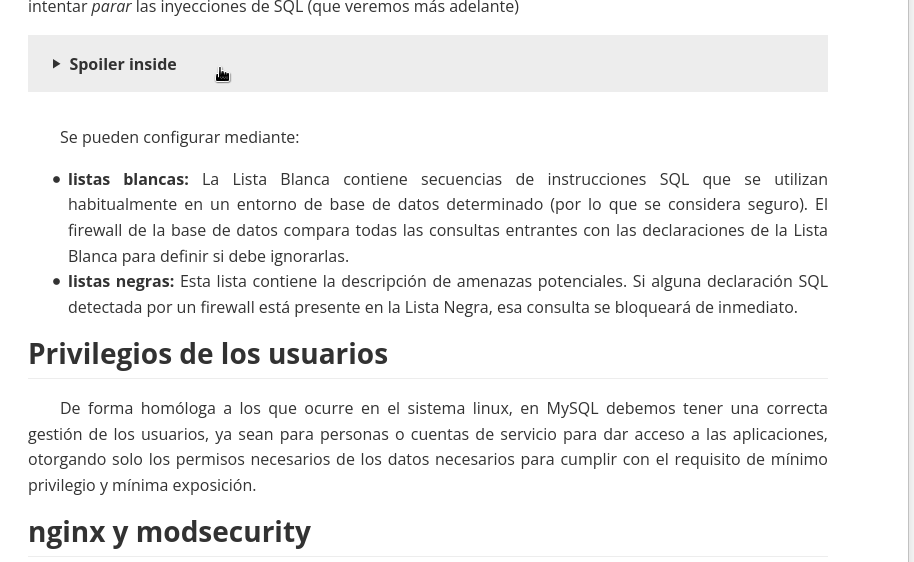 intentar parar las inyecciones de SQL (que veremos más adelante)
Spoiler inside
Se pueden configurar mediante:
listas blancas: La Lista Blanca contiene secuencias de instrucciones SQL que se utilizan
habitualmente en un entorno de base de datos determinado (por lo que se considera seguro). El
firewall de la base de datos compara todas las consultas entrantes con las declaraciones de la Lista
Blanca para definir si debe ignorarlas.
listas negras: Esta lista contiene la descripción de amenazas potenciales. Si alguna declaración SQL
detectada por un firewall está presente en la Lista Negra, esa consulta se bloqueará de inmediato.
Privilegios de los usuarios
De forma homóloga a los que ocurre en el sistema linux, en MySQL debemos tener una correcta
gestión de los usuarios, ya sean para personas o cuentas de servicio para dar acceso a las aplicaciones,
otorgando solo los permisos necesarios de los datos necesarios para cumplir con el requisito de mínimo
privilegio y mínima exposición.
nginx y modsecurity